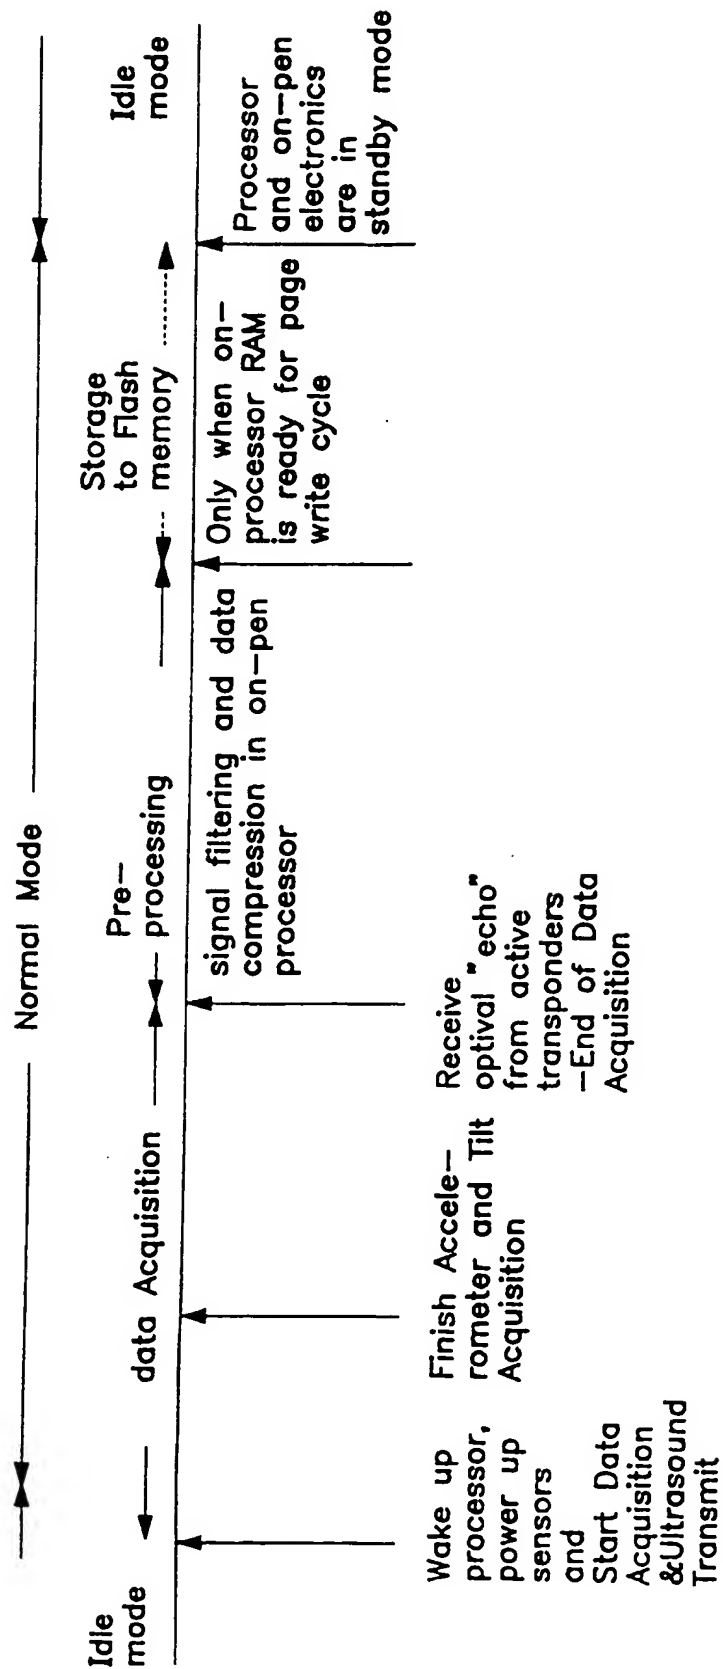 Normal Mode
Idle
mode
data Acquisition
Pre-
processing
Storage
to Flash
memory
Idle
mode
signal filtering and data
compression in on-pen
processor
Only when on-
processor RAM
is ready for page
write cycle
Processor
and on-pen
electronics
are in
standby mode
Wake up
processor,
power up
sensors
and
Start Data
Acquisition
&Ultrasound
Transmit
Finish Accele-
rometer and Tilt
Acquisition
Receive
optival "echo"
from active
transponders
-End of Data
Acquisition